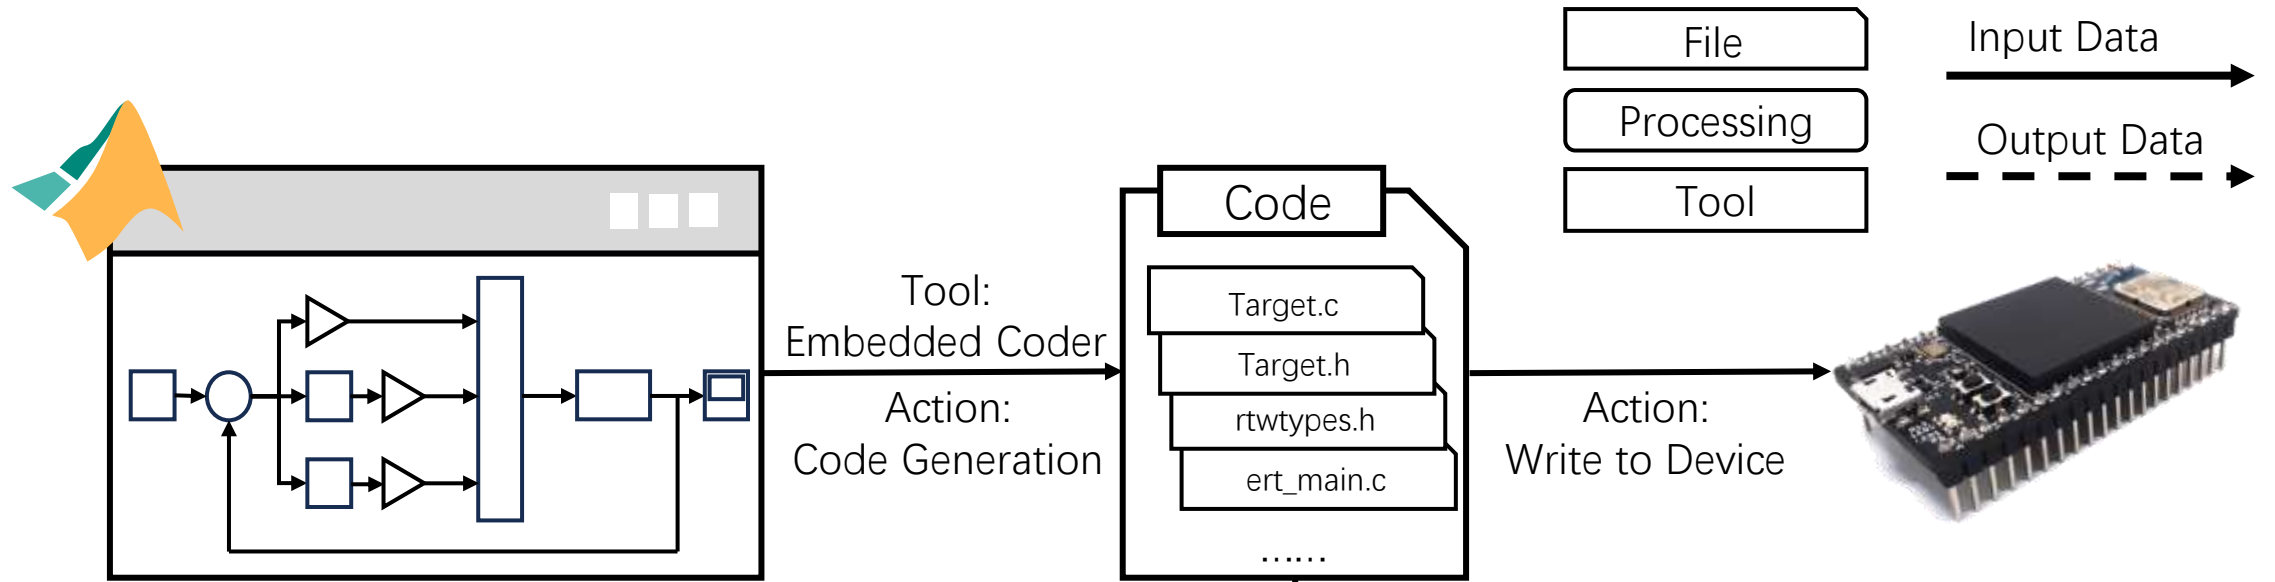 File
Processing
Tool
Input Data
Output Data
Tool:
Embedded Coder
Action:
Code Generation
Code
Target.c
Target.h
rtwtypes.h
ert_main.c
......
Action:
Write to Device